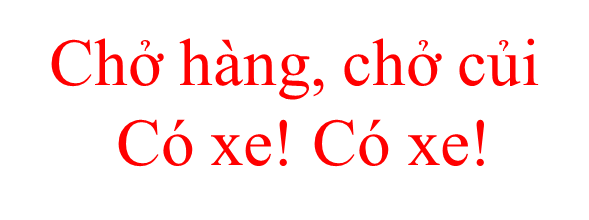 Chở hàng, chở củi
Có xe! Có xe!